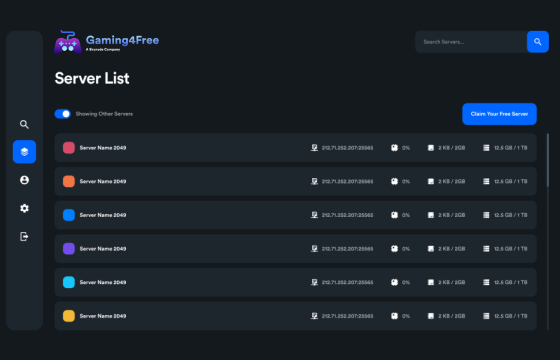 Gaming4Free
A Brenode Company
Search Servers...
Server List
Showing Other Servers
Claim Your Free Server
Server Name 2049 212.71.252.207:25565 0% 2 KB / 2GB 12.5 GB / 1 TB
Server Name 2049 212.71.252.207:25565 0% 2 KB / 2GB 12.5 GB / 1 TB
Server Name 2049 212.71.252.207:25565 0% 2 KB / 2GB 12.5 GB / 1 TB
Server Name 2049 212.71.252.207:25565 0% 2 KB / 2GB 12.5 GB / 1 TB
Server Name 2049 212.71.252.207:25565 0% 2 KB / 2GB 12.5 GB / 1 TB
Server Name 2049 212.71.252.207:25565 0% 2 KB / 2GB 12.5 GB / 1 TB